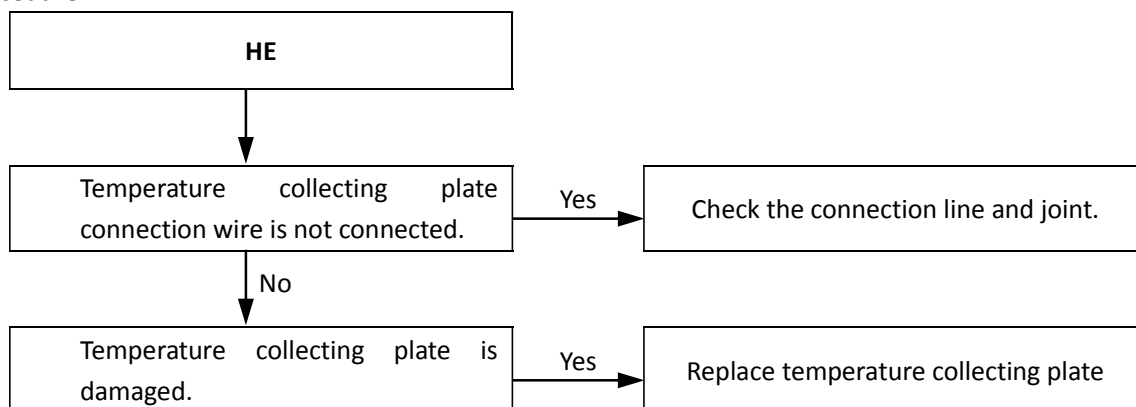 HE
Temperature collecting plate
connection wire is not connected.
Yes
Check the connection line and joint.
No
Temperature collecting plate is
damaged.
Yes
Replace temperature collecting plate